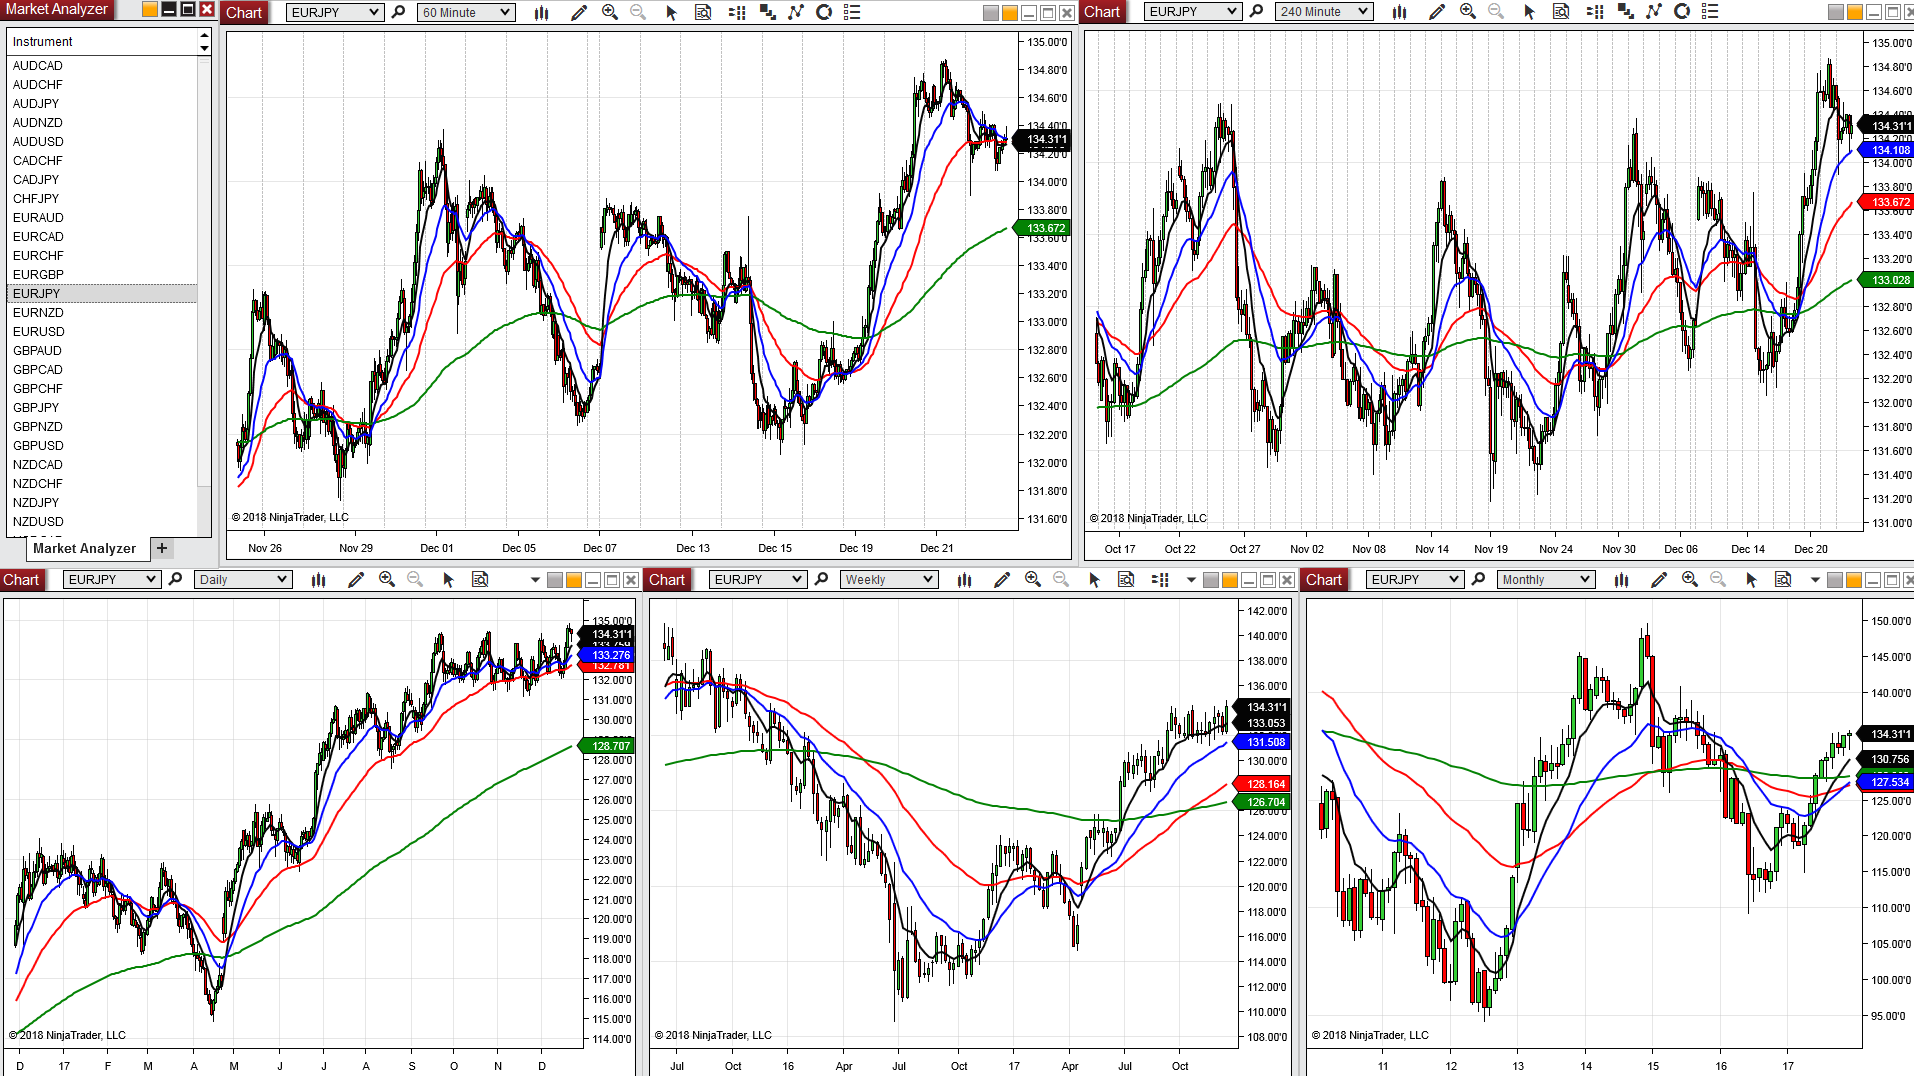 Market Analyzer
Instrument
AUDCAD
AUDCHF
AUDJPY
AUDNZD
AUDUSD
CADCHF
CADJPY
CHFJPY
EURAUD
EURCAD
EURCHF
EURGBP
EURJPY
EURNZD
EURUSD
GBPAUD
GBPCAD
GBPCHF
GBPJPY
GBPNZD
GBPUSD
NZDCAD
NZDCHF
NZDJPY
NZDUSD
Market Analyzer +
Chart EURJPY 60 Minute
135.00'0
134.80'0
134.60'0
134.40'0
134.31'1
134.20'0
134.00'0
133.80'0
133.672
133.60'0
133.40'0
133.20'0
133.00'0
132.80'0
132.60'0
132.40'0
132.20'0
132.00'0
131.80'0
131.60'0
© 2018 NinjaTrader, LLC
Nov 26 Nov 29 Dec 01 Dec 05 Dec 07 Dec 13 Dec 15 Dec 19 Dec 21
Chart EURJPY 240 Minute
135.00'0
134.80'0
134.60'0
134.31'1
134.20'0
134.108
134.00'0
133.80'0
133.672
133.60'0
133.40'0
133.20'0
133.028
132.80'0
132.60'0
132.40'0
132.20'0
132.00'0
131.80'0
131.60'0
131.40'0
131.20'0
131.00'0
© 2018 NinjaTrader, LLC
Oct 17 Oct 22 Oct 27 Nov 02 Nov 08 Nov 14 Nov 19 Nov 24 Nov 30 Dec 06 Dec 14 Dec 20
Chart EURJPY Daily
135.00'0
134.31'1
133.276
132.781
132.00'0
131.00'0
130.00'0
128.707
128.00'0
127.00'0
126.00'0
125.00'0
124.00'0
123.00'0
122.00'0
121.00'0
120.00'0
119.00'0
118.00'0
117.00'0
116.00'0
115.00'0
114.00'0
© 2018 NinjaTrader, LLC
D 17 F M A M J J A S O N D
Chart EURJPY Weekly
142.00'0
140.00'0
138.00'0
136.00'0
134.31'1
133.053
131.508
130.00'0
128.164
126.704
126.00'0
124.00'0
122.00'0
120.00'0
118.00'0
116.00'0
114.00'0
112.00'0
110.00'0
108.00'0
© 2018 NinjaTrader, LLC
Jul Oct 16 Apr Jul Oct 17 Apr Jul Oct
Chart EURJPY Monthly
150.00'0
145.00'0
140.00'0
134.31'1
130.756
127.534
125.00'0
120.00'0
115.00'0
110.00'0
105.00'0
100.00'0
95.00'0
© 2018 NinjaTrader, LLC
11 12 13 14 15 16 17